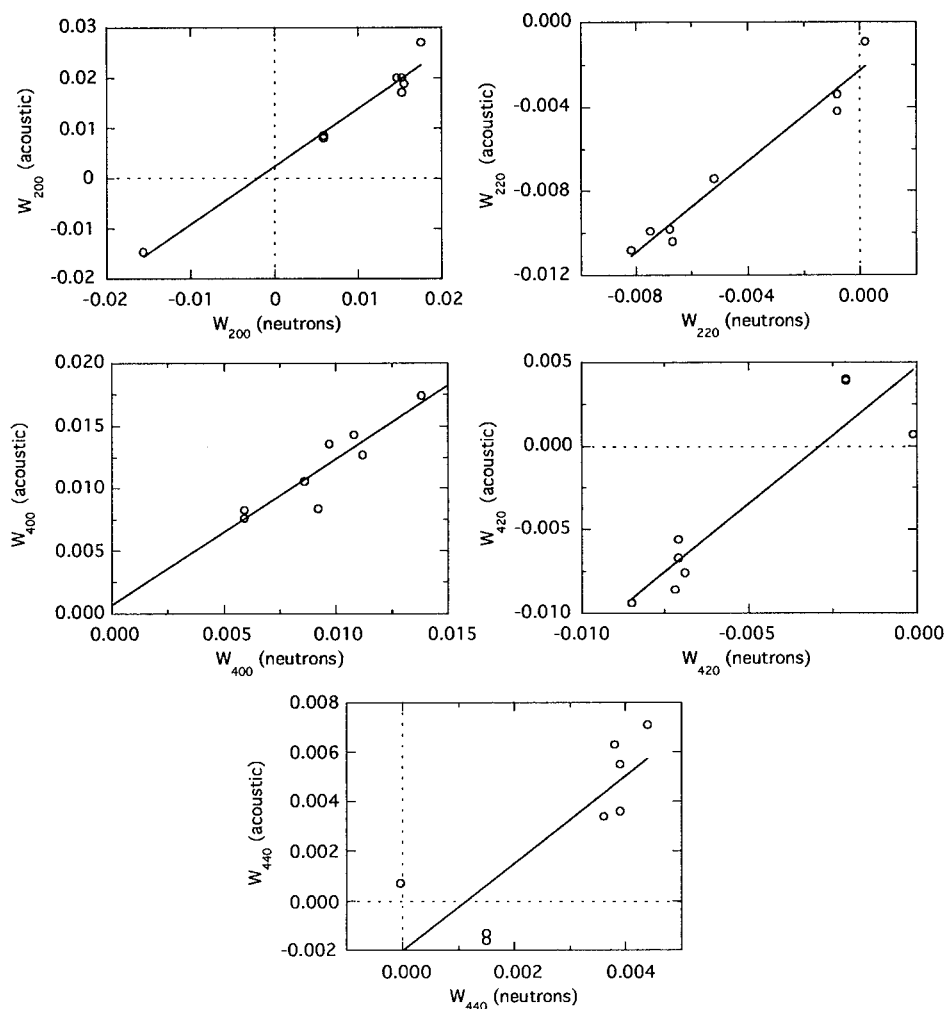 0.03
0.02
0.01
0
-0.01
-0.02
W200 (acoustic)
-0.02 -0.01 0 0.01 0.02
W200 (neutrons)
0.000
-0.004
-0.008
-0.012
W220 (acoustic)
-0.008 -0.004 0.000
W220 (neutrons)
0.020
0.015
0.010
0.005
0.000
W400 (acoustic)
0.000 0.005 0.010 0.015
W400 (neutrons)
0.005
0.000
-0.005
-0.010
W420 (acoustic)
-0.010 -0.005 0.000
W420 (neutrons)
0.008
0.006
0.004
0.002
0.000
-0.002
W440 (acoustic)
0.000 0.002 0.004
W440 (neutrons)